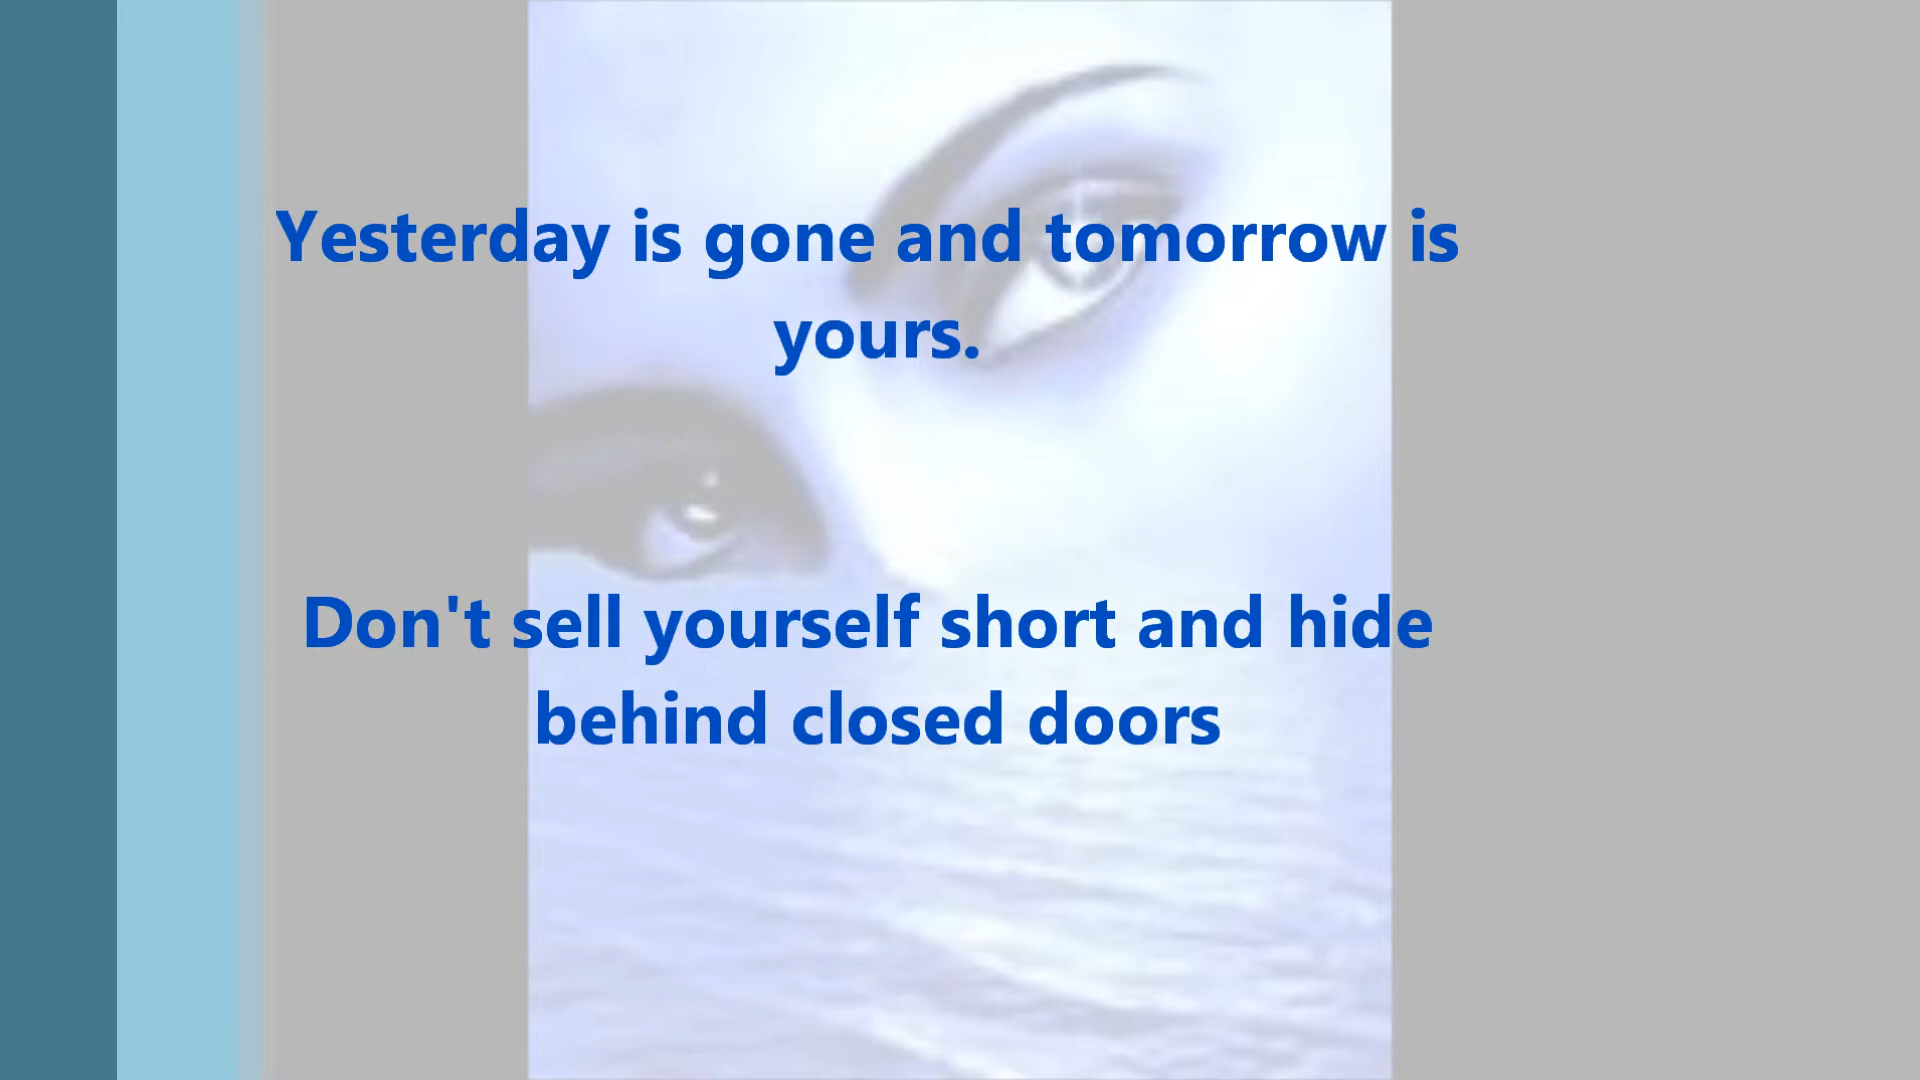 Yesterday is gone and tomorrow is
yours.
Don't sell yourself short and hide
behind closed doors